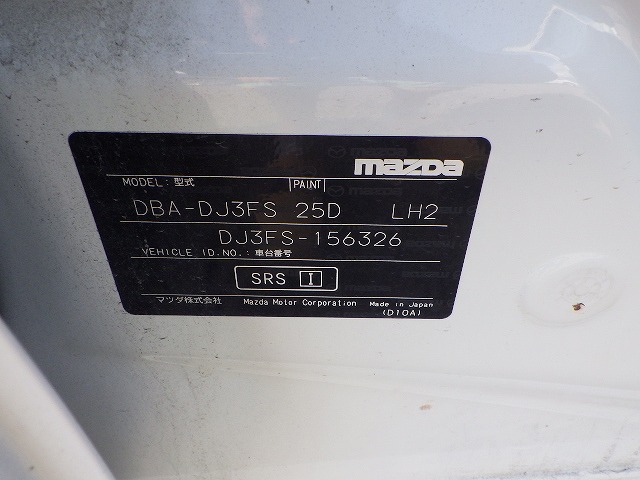 mazda
MODEL: 型式 PAINT
DBA-DJ3FS 25D LH2
DJ3FS-156326
VEHICLE ID.NO.: 車台番号
SRS I
マツダ株式会社 Mazda Motor Corporation Made in Japan
(D10A)